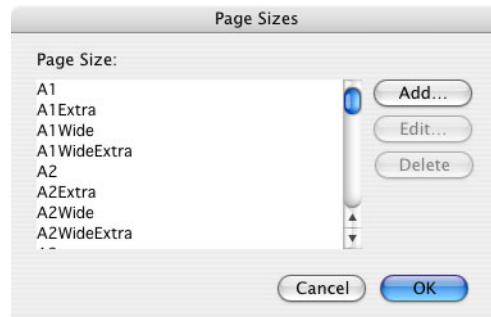 Page Sizes
Page Size:
A1
A1Extra
A1Wide
A1WideExtra
A2
A2Extra
A2Wide
A2WideExtra
Add...
Edit...
Delete
Cancel
OK